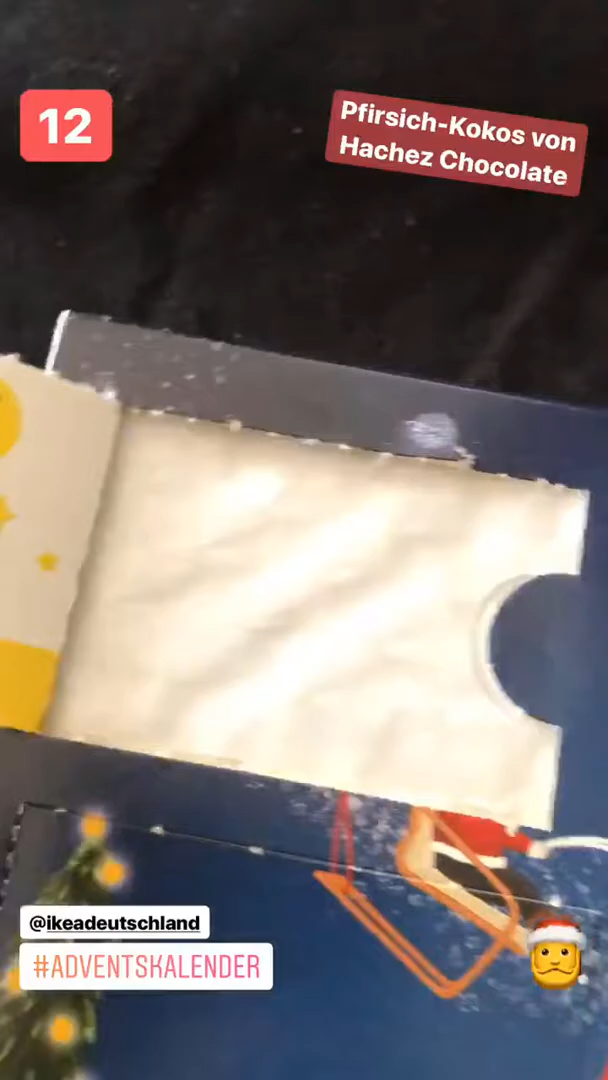 12
Pfirsich-Kokos von
Hachez Chocolate
@ikeadeutschland
#ADVENTSKALENDER